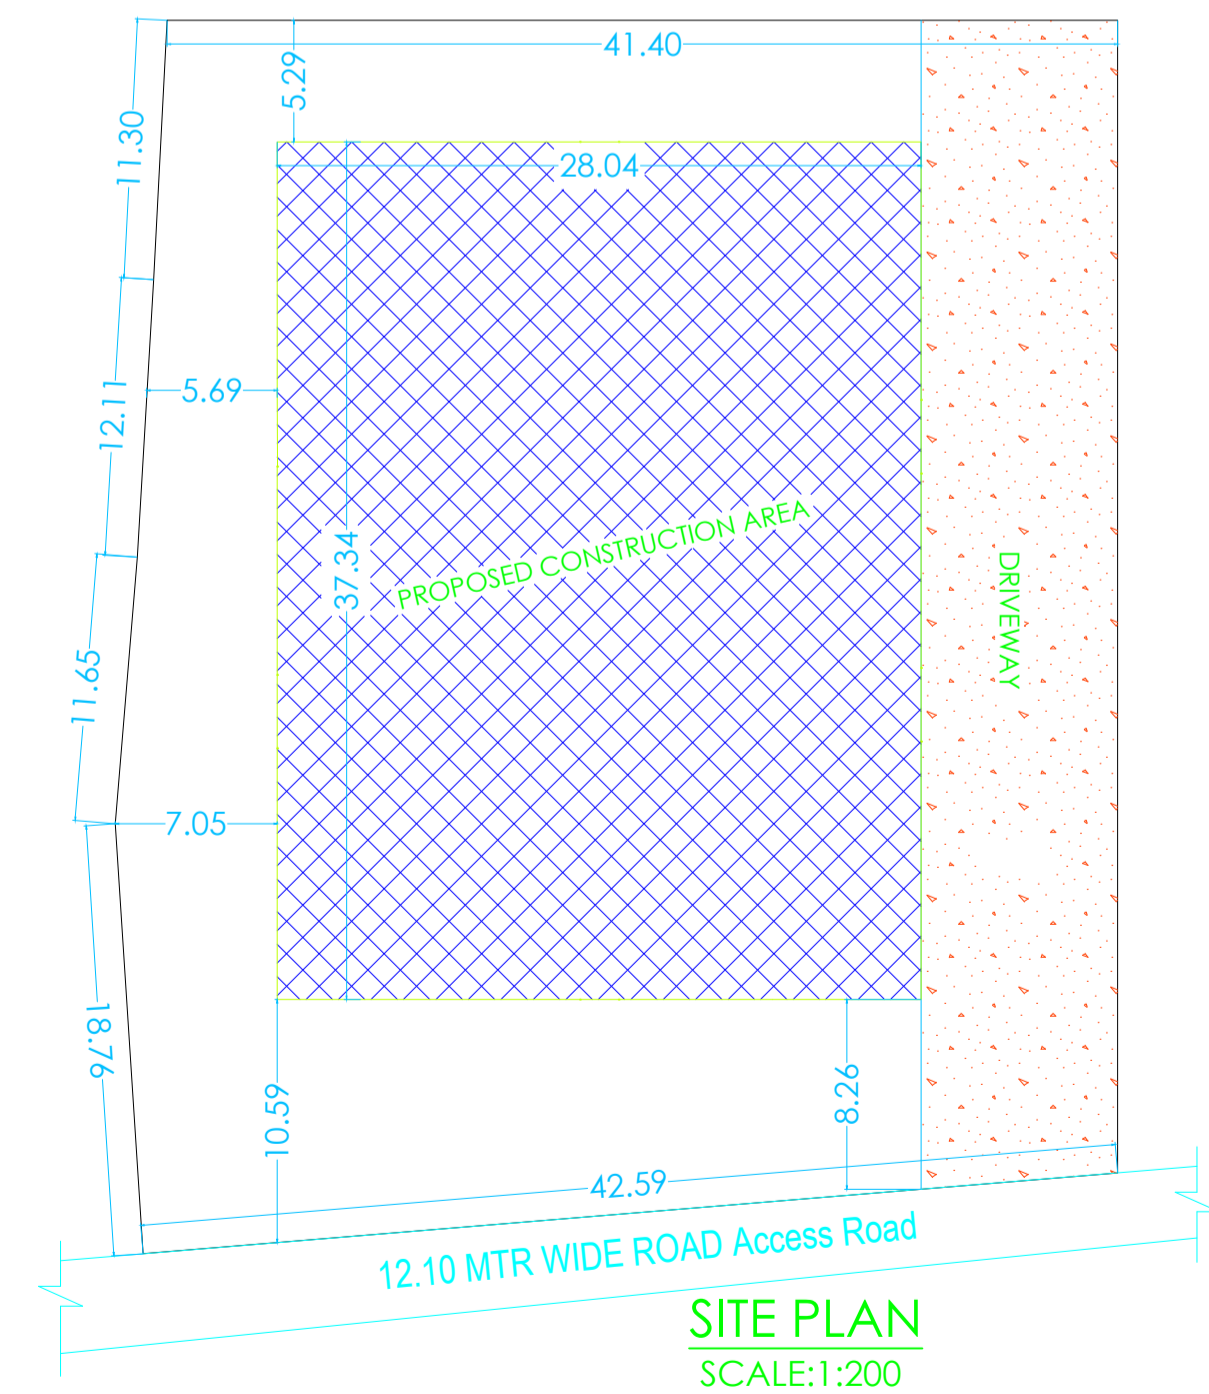 41.40
5.29
11.30
28.04
5.69
12.11
37.34
PROPOSED CONSTRUCTION AREA
DRIVEWAY
11.65
7.05
18.76
10.59
8.26
42.59
12.10 MTR WIDE ROAD Access Road
SITE PLAN
SCALE:1:200